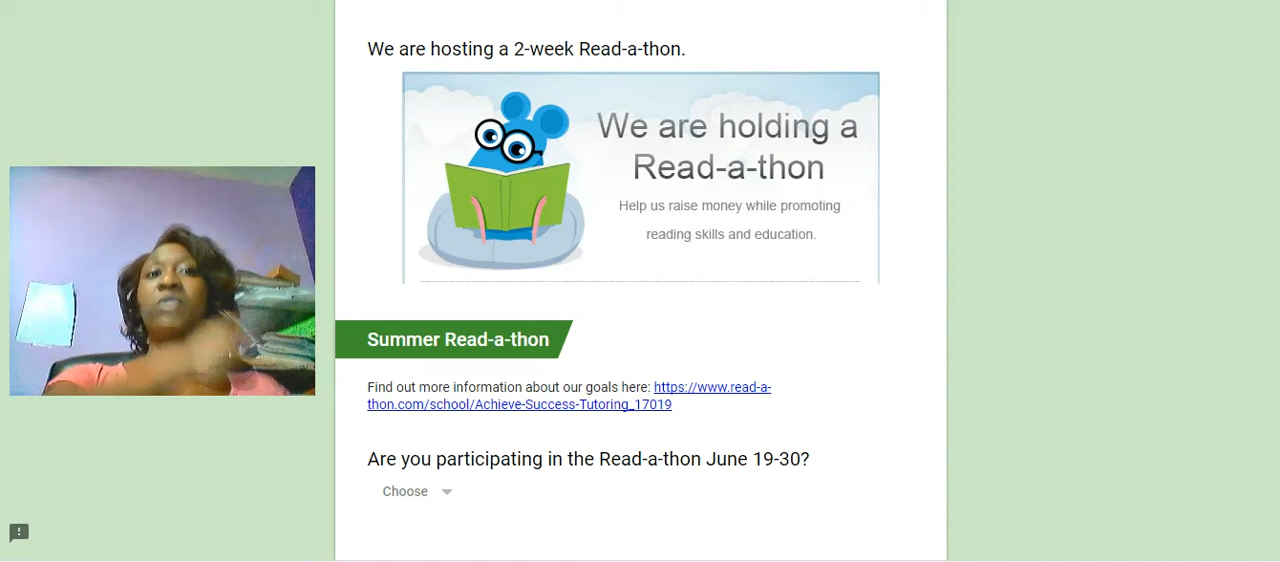 We are hosting a 2-week Read-a-thon.
We are holding a
Read-a-thon
Help us raise money while promoting
reading skills and education.
Summer Read-a-thon
Find out more information about our goals here: https://www.read-a-
thon.com/school/Achieve-Success-Tutoring_17019
Are you participating in the Read-a-thon June 19-30?
Choose
!